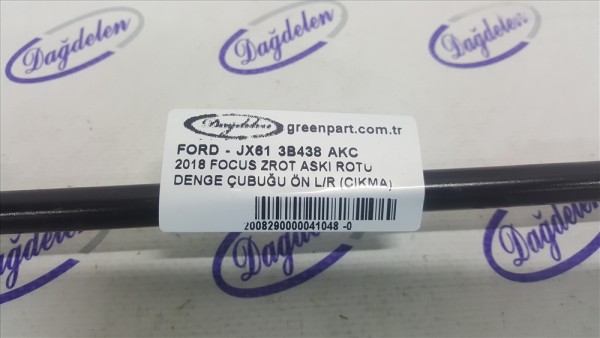 Dağdelen
Dağdelen
Dağdelen greenpart.com.tr
FORD - JX61 3B438 AKC
2018 FOCUS ZROT ASKI ROTU
DENGE ÇUBUĞU ÖN L/R (ÇIKMA)
2008290000041048 -0
Dağdelen
Dağdelen
Dağdelen